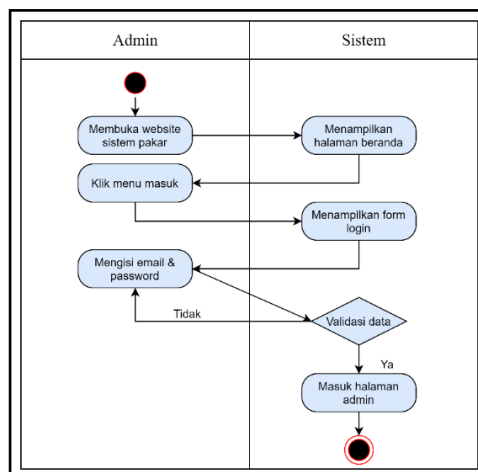 Admin
Sistem
Membuka website
sistem pakar
Menampilkan
halaman beranda
Klik menu masuk
Menampilkan form
login
Mengisi email &
password
Tidak
Validasi data
Ya
Masuk halaman
admin